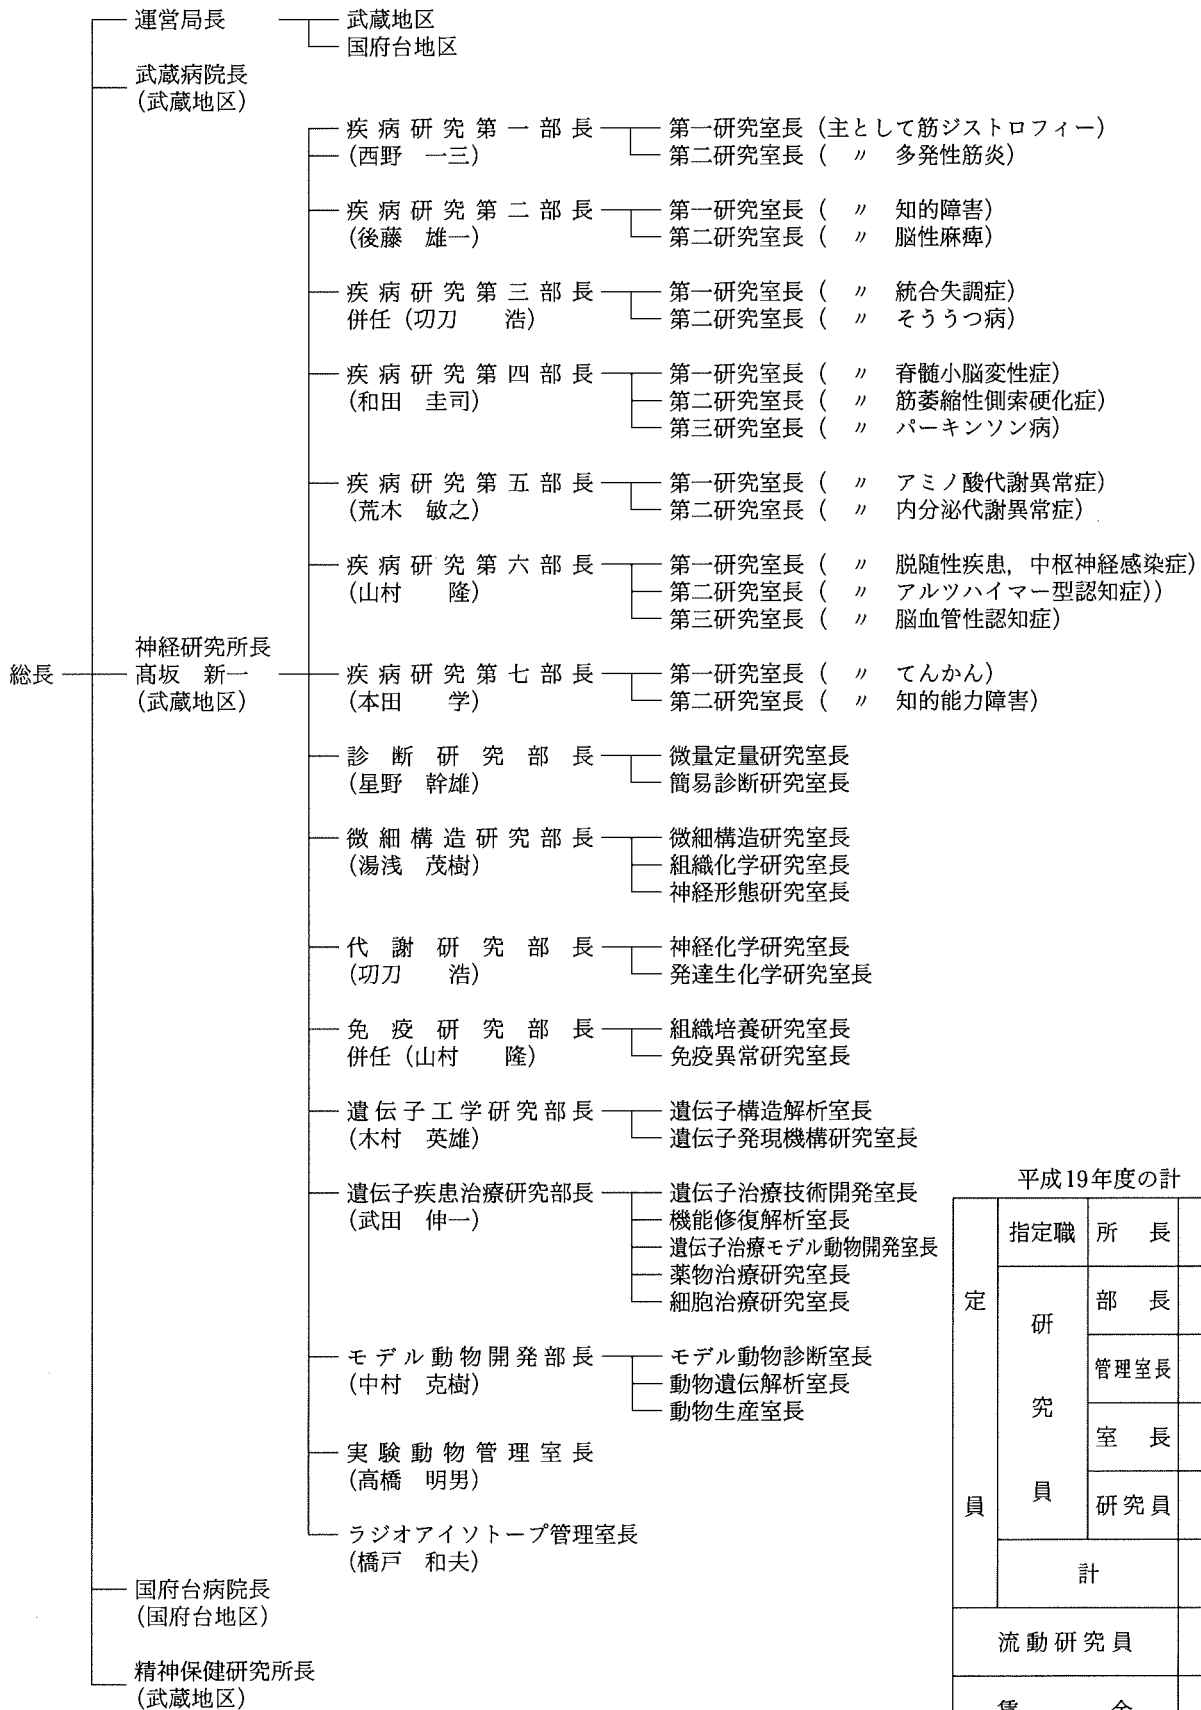 運営局長
武蔵地区
国府台地区
武蔵病院長
(武蔵地区)
疾病研究第一部長
(西野 一三)
第一研究室長 (主として筋ジストロフィー)
第二研究室長 ( 〃 多発性筋炎)
疾病研究第二部長
(後藤 雄一)
第一研究室長 ( 〃 知的障害)
第二研究室長 ( 〃 脳性麻痺)
疾病研究第三部長
併任 (功刀 浩)
第一研究室長 ( 〃 統合失調症)
第二研究室長 ( 〃 そううつ病)
疾病研究第四部長
(和田 圭司)
第一研究室長 ( 〃 脊髄小脳変性症)
第二研究室長 ( 〃 筋萎縮性側索硬化症)
第三研究室長 ( 〃 パーキンソン病)
疾病研究第五部長
(荒木 敏之)
第一研究室長 ( 〃 アミノ酸代謝異常症)
第二研究室長 ( 〃 内分泌代謝異常症)
疾病研究第六部長
(山村 隆)
第一研究室長 ( 〃 脱随性疾患, 中枢神経感染症)
第二研究室長 ( 〃 アルツハイマー型認知症))
第三研究室長 ( 〃 脳血管性認知症)
総長
神経研究所長
髙坂 新一
(武蔵地区)
疾病研究第七部長
(本田 学)
第一研究室長 ( 〃 てんかん)
第二研究室長 ( 〃 知的能力障害)
診断研究部長
(星野 幹雄)
微量定量研究室長
簡易診断研究室長
微細構造研究部長
(湯浅 茂樹)
微細構造研究室長
組織化学研究室長
神経形態研究室長
代謝研究部長
(功刀 浩)
神経化学研究室長
発達生化学研究室長
免疫研究部長
併任 (山村 隆)
組織培養研究室長
免疫異常研究室長
遺伝子工学研究部長
(木村 英雄)
遺伝子構造解析室長
遺伝子発現機構研究室長
遺伝子疾患治療研究部長
(武田 伸一)
遺伝子治療技術開発室長
機能修復解析室長
遺伝子治療モデル動物開発室長
薬物治療研究室長
細胞治療研究室長
モデル動物開発部長
(中村 克樹)
モデル動物診断室長
動物遺伝解析室長
動物生産室長
実験動物管理室長
(高橋 明男)
ラジオアイソトープ管理室長
(橋戸 和夫)
国府台病院長
(国府台地区)
精神保健研究所長
(武蔵地区)
平成19年度の計
定員
指定職
所長
研究員
部長
管理室長
室長
研究員
計
流動研究員